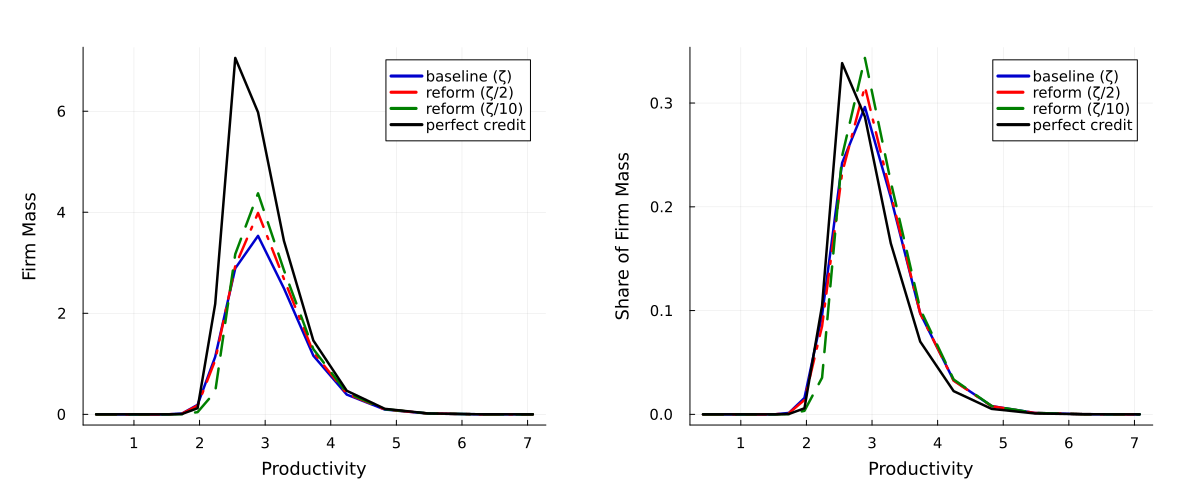 Firm Mass
6
4
2
0
1 2 3 4 5 6 7
Productivity
baseline (ζ)
reform (ζ/2)
reform (ζ/10)
perfect credit
Share of Firm Mass
0.3
0.2
0.1
0.0
1 2 3 4 5 6 7
Productivity
baseline (ζ)
reform (ζ/2)
reform (ζ/10)
perfect credit